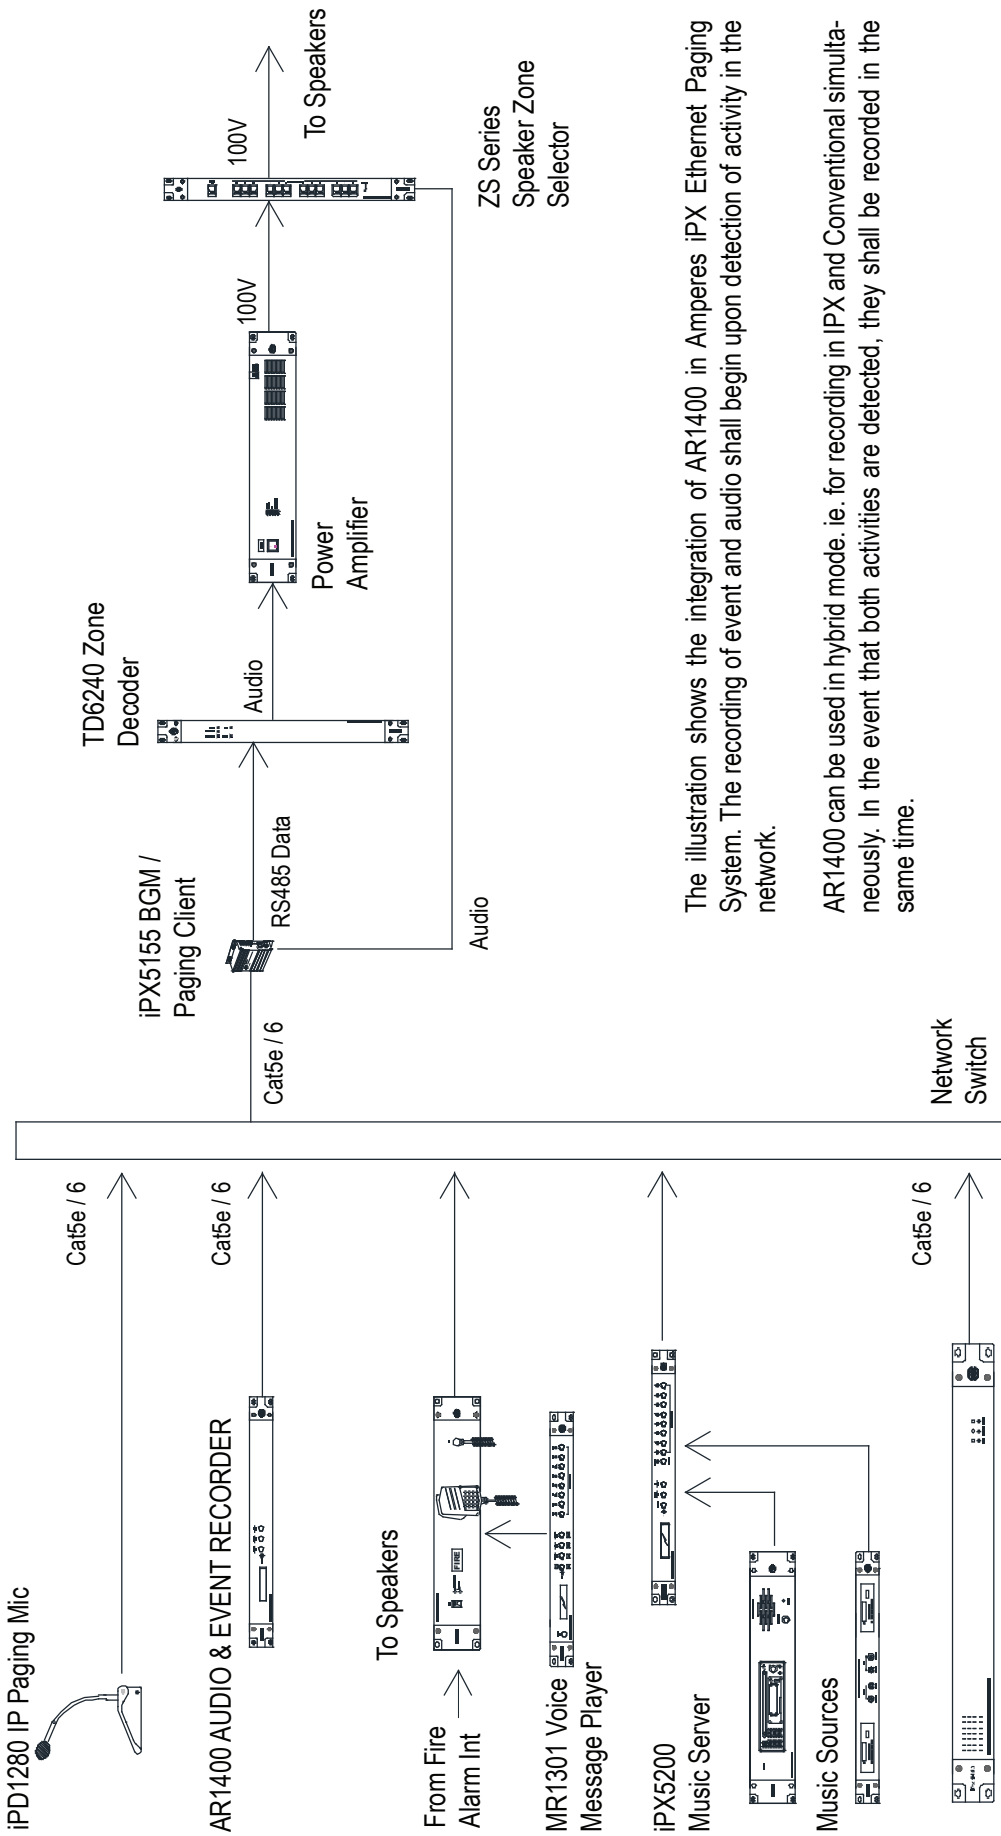 iPD1280 IP Paging Mic
Cat5e / 6
AR1400 AUDIO & EVENT RECORDER
Cat5e / 6
To Speakers
From Fire
Alarm Int
FIRE
MR1301 Voice
Message Player
iPX5200
Music Server
Music Sources
Cat5e / 6
Network
Switch
iPX5155 BGM /
Paging Client
Cat5e / 6
RS485 Data
Audio
TD6240 Zone
Decoder
Audio
Power
Amplifier
100V
100V
To Speakers
ZS Series
Speaker Zone
Selector
The illustration shows the integration of AR1400 in Amperes iPX Ethernet Paging
System. The recording of event and audio shall begin upon detection of activity in the
network.
AR1400 can be used in hybrid mode. ie. for recording in IPX and Conventional simulta-
neously. In the event that both activities are detected, they shall be recorded in the
same time.